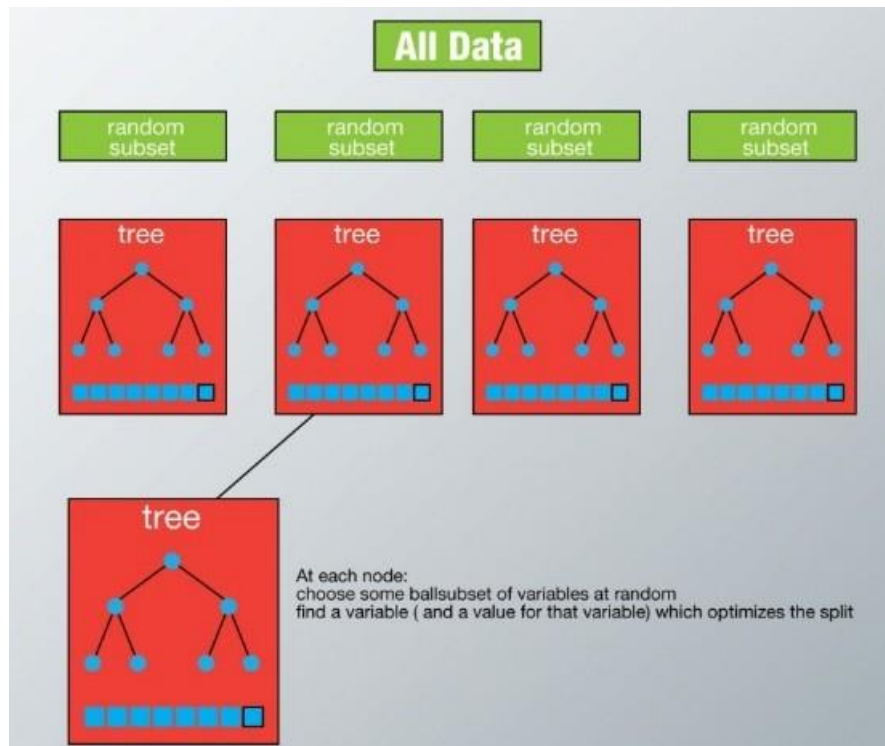 All Data
random
subset
random
subset
random
subset
random
subset
tree
tree
tree
tree
tree
At each node:
choose some ballsubset of variables at random
find a variable ( and a value for that variable) which optimizes the split